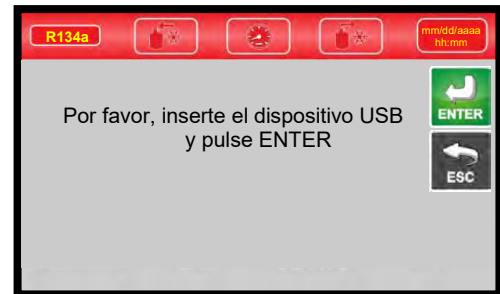 R134a
mm/dd/aaaa
hh:mm
Por favor, inserte el dispositivo USB
y pulse ENTER
ENTER
ESC